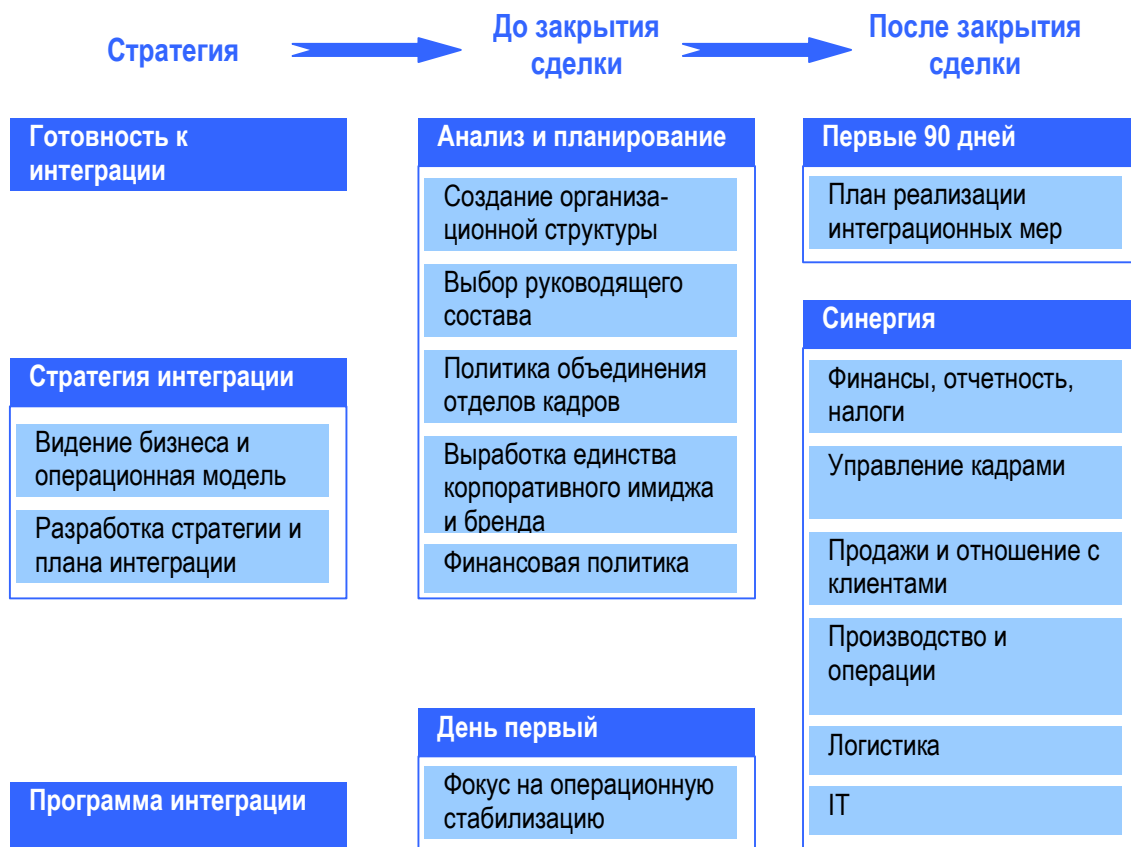 Стратегия
До закрытия
сделки
После закрытия
сделки
Готовность к
интеграции
Стратегия интеграции
Видение бизнеса и
операционная модель
Разработка стратегии и
плана интеграции
Программа интеграции
Анализ и планирование
Создание организа-
ционной структуры
Выбор руководящего
состава
Политика объединения
отделов кадров
Выработка единства
корпоративного имиджа
и бренда
Финансовая политика
День первый
Фокус на операционную
стабилизацию
Первые 90 дней
План реализации
интеграционных мер
Синергия
Финансы, отчетность,
налоги
Управление кадрами
Продажи и отношение с
клиентами
Производство и
операции
Логистика
IT